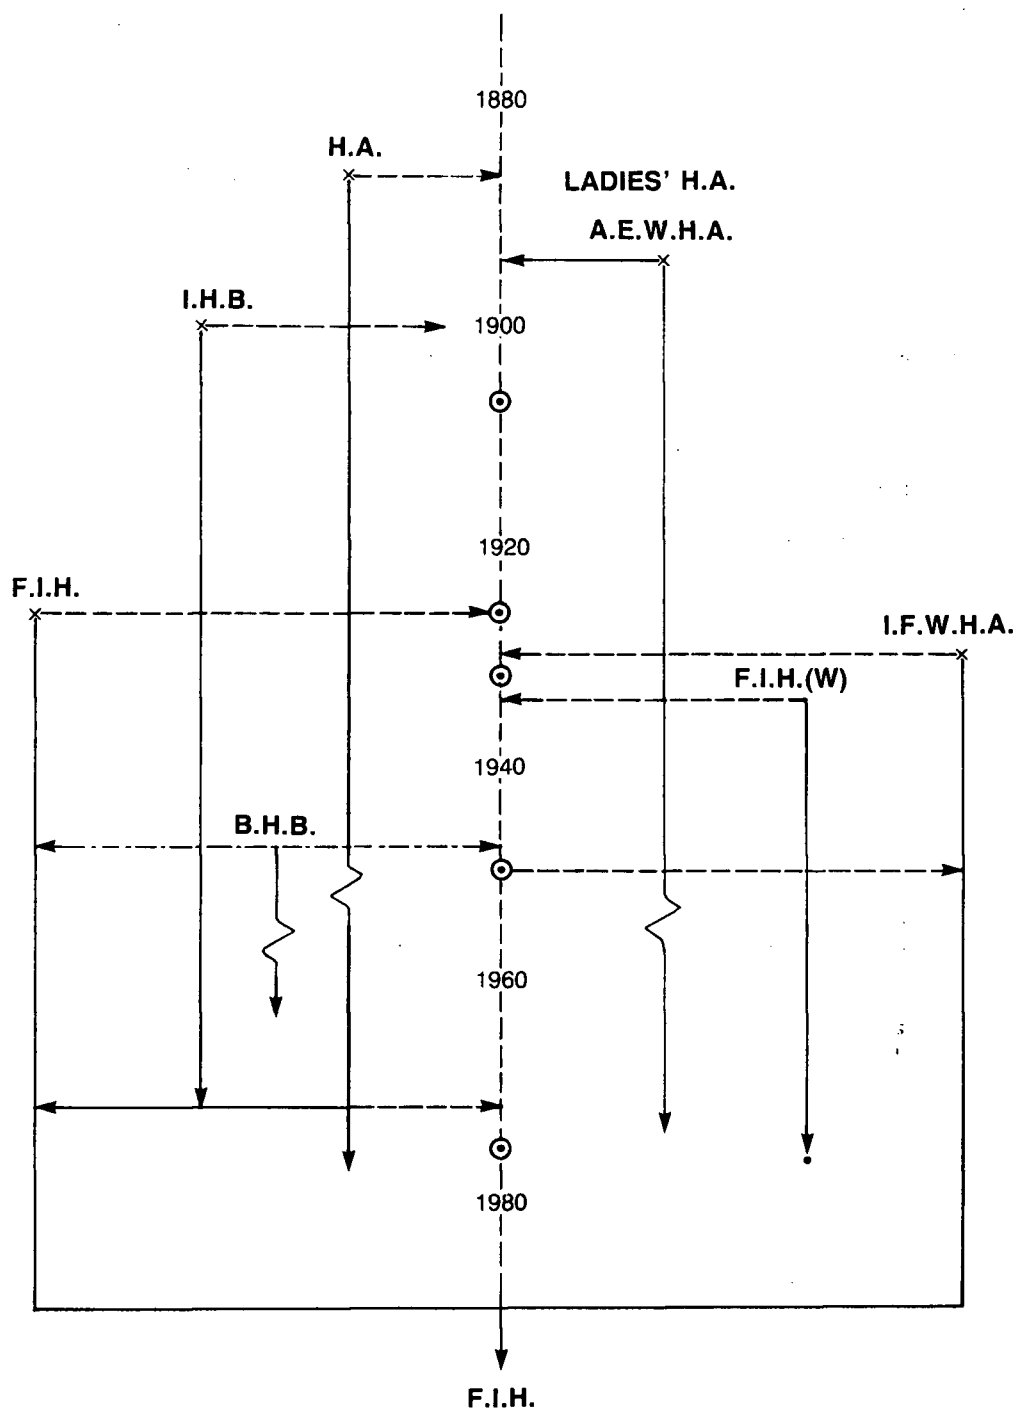 1880
H.A.
LADIES' H.A.
A.E.W.H.A.
I.H.B.
1900
1920
F.I.H.
I.F.W.H.A.
F.I.H.(W)
1940
B.H.B.
1960
1980
F.I.H.